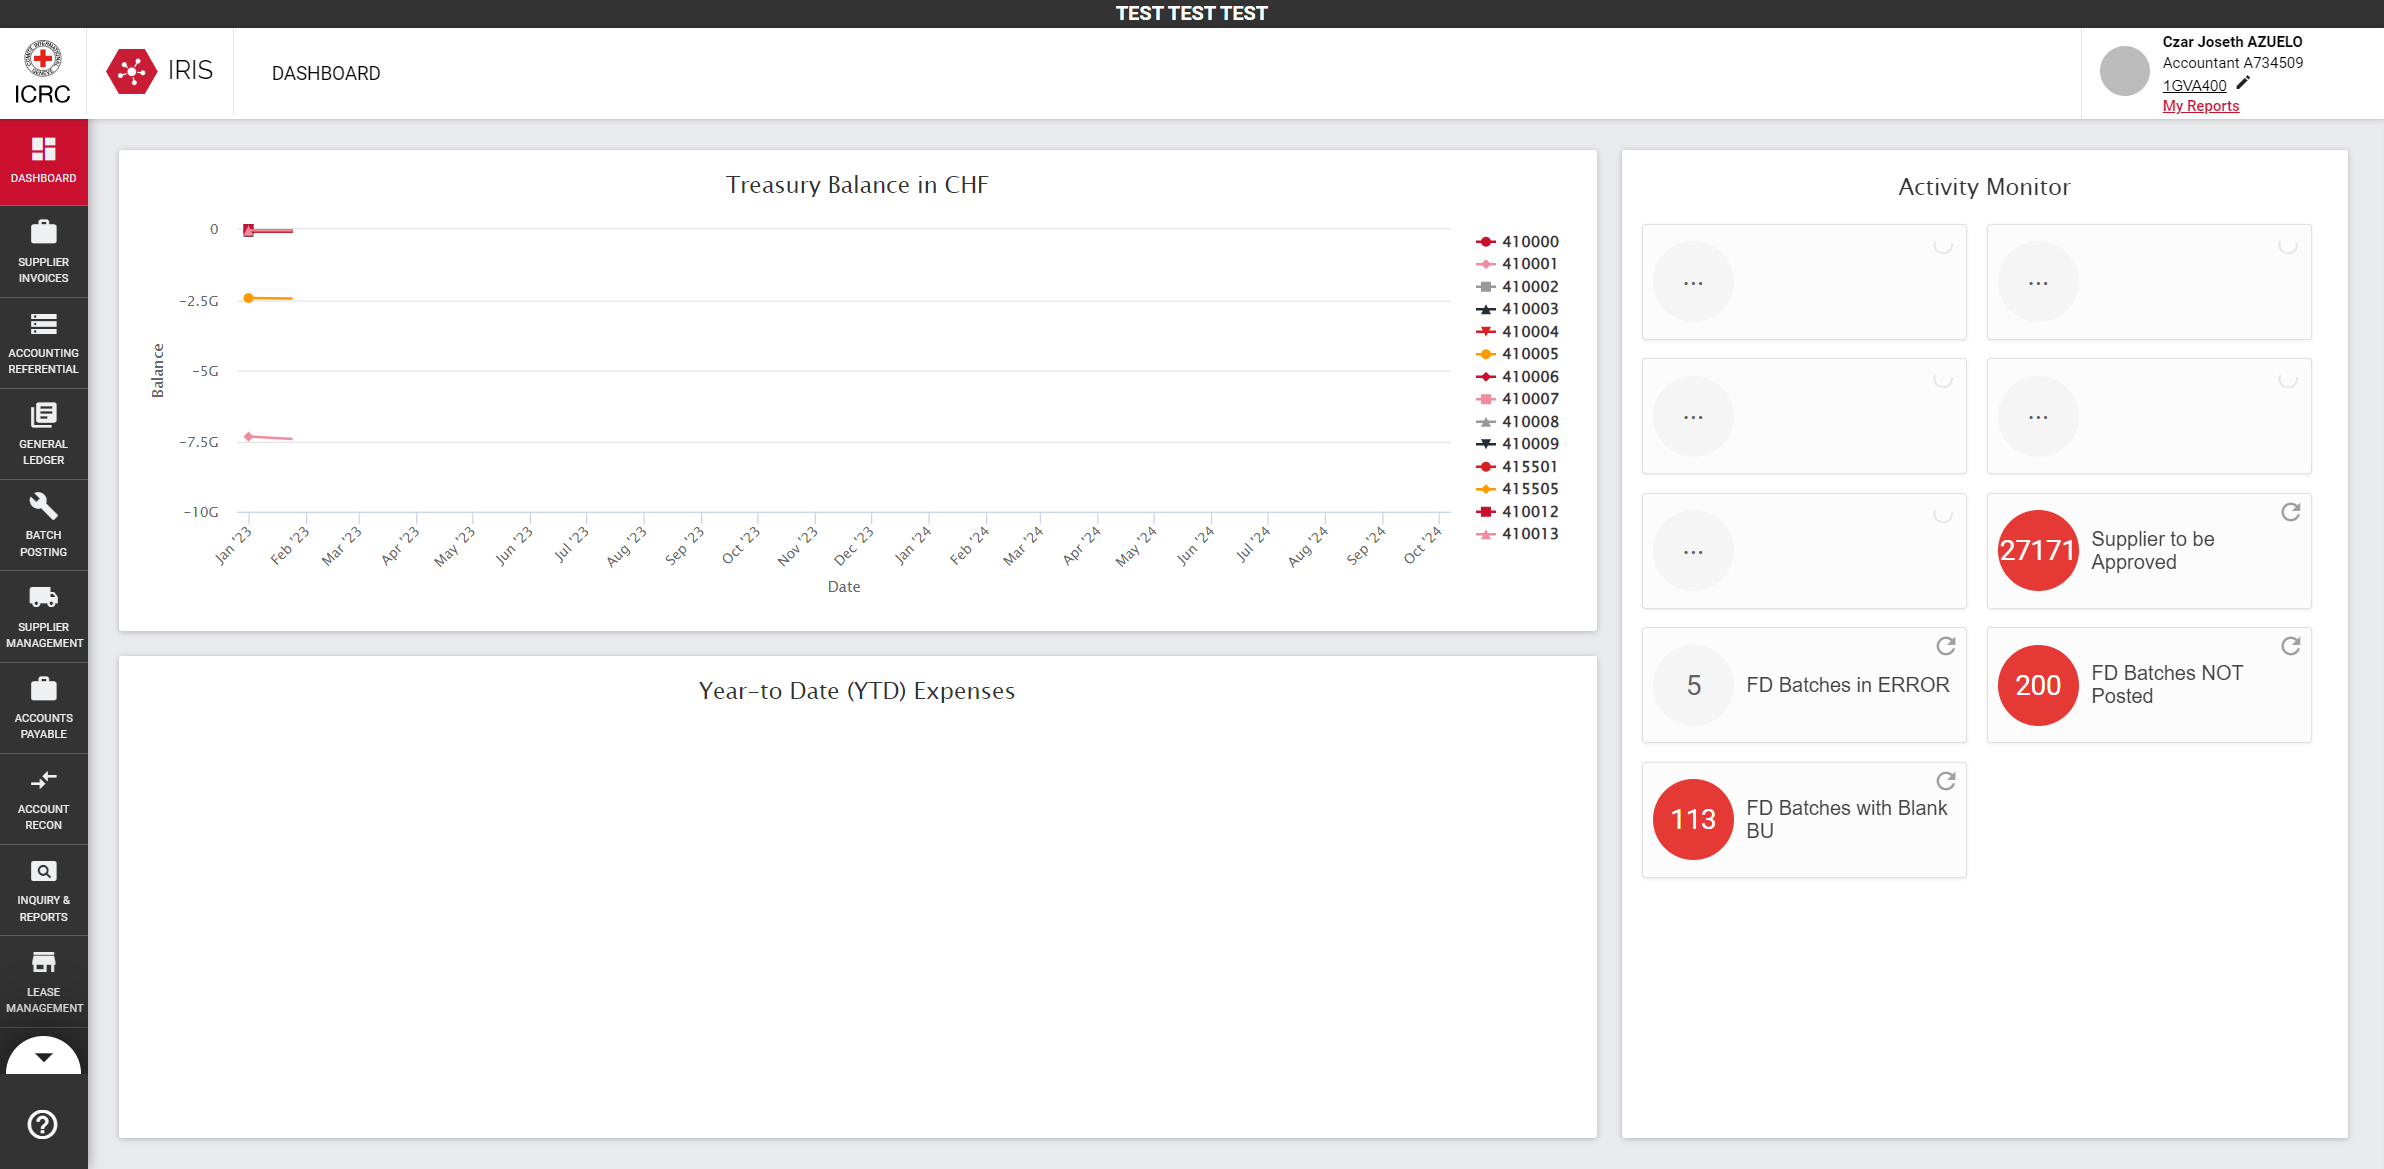 TEST TEST TEST
ICRC
IRIS
DASHBOARD
Czar Joseth AZUELO
Accountant A734509
1GVA400
My Reports
DASHBOARD
SUPPLIER
INVOICES
ACCOUNTING
REFERENTIAL
GENERAL
LEDGER
BATCH
POSTING
SUPPLIER
MANAGEMENT
ACCOUNTS
PAYABLE
ACCOUNT
RECON
INQUIRY &
REPORTS
LEASE
MANAGEMENT
Treasury Balance in CHF
Balance
0
−2.5G
−5G
−7.5G
−10G
Jan '23
Feb '23
Mar '23
Apr '23
May '23
Jun '23
Jul '23
Aug '23
Sep '23
Oct '23
Nov '23
Dec '23
Jan '24
Feb '24
Mar '24
Apr '24
May '24
Jun '24
Jul '24
Aug '24
Sep '24
Oct '24
Date
410000
410001
410002
410003
410004
410005
410006
410007
410008
410009
415501
415505
410012
410013
Year-to Date (YTD) Expenses
Activity Monitor
...
...
...
...
...
27171
Supplier to be
Approved
5
FD Batches in ERROR
200
FD Batches NOT
Posted
113
FD Batches with Blank
BU